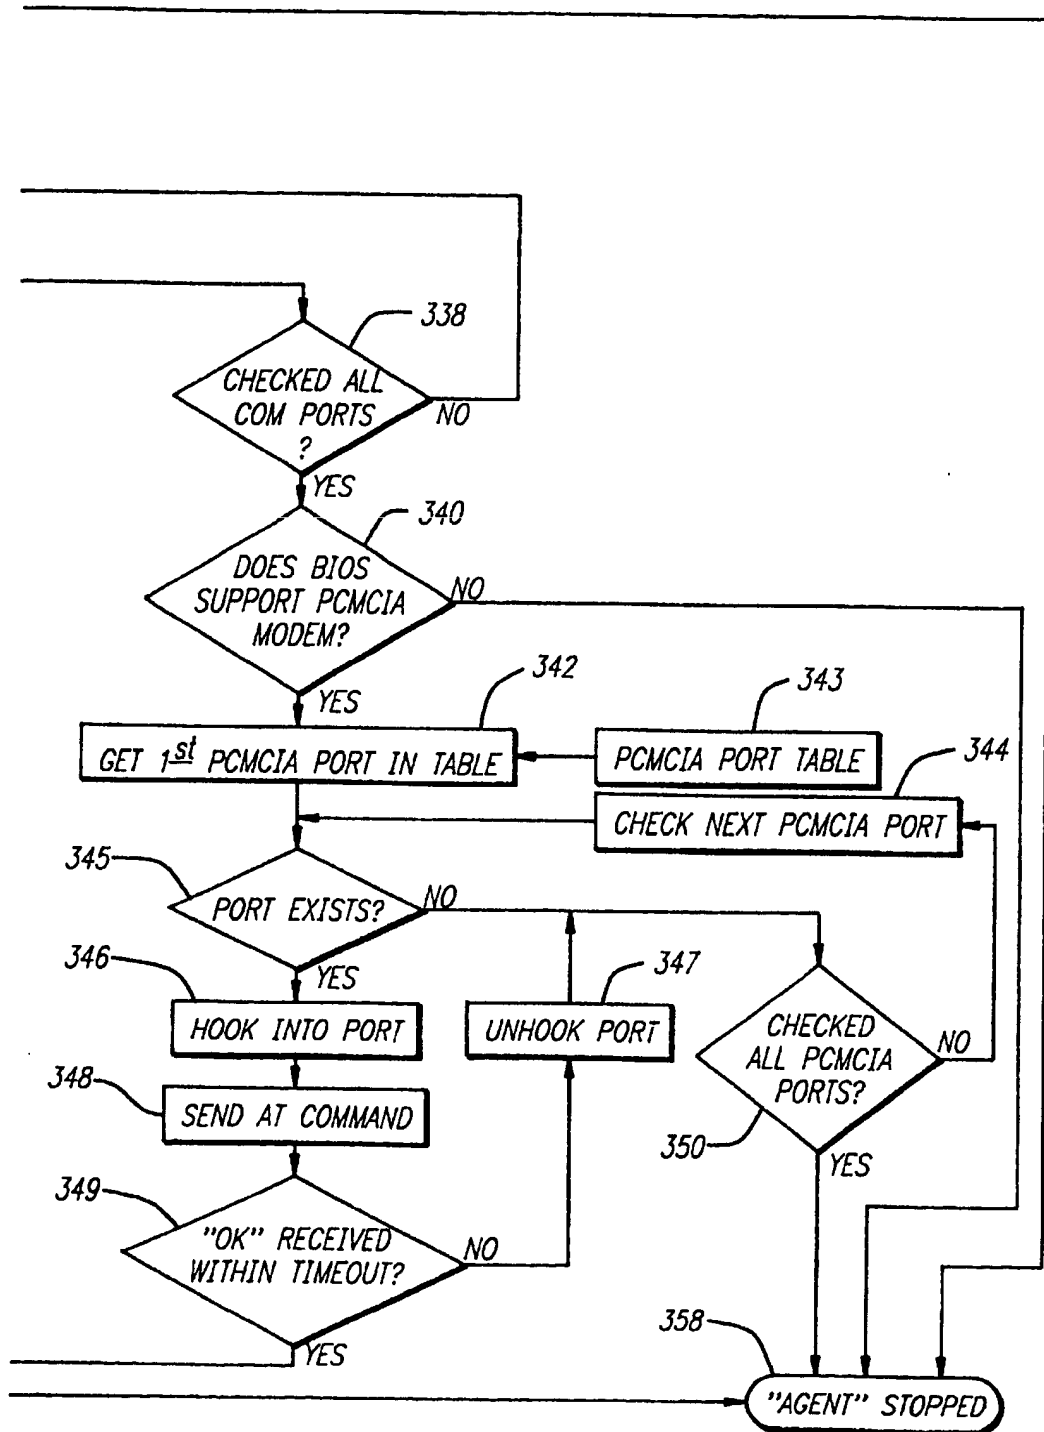 338
CHECKED ALL
COM PORTS
?
NO
YES
340
DOES BIOS
SUPPORT PCMCIA
MODEM?
NO
YES
342
343
GET 1st PCMCIA PORT IN TABLE
PCMCIA PORT TABLE
344
CHECK NEXT PCMCIA PORT
345
PORT EXISTS?
NO
YES
346
HOOK INTO PORT
347
UNHOOK PORT
CHECKED
ALL PCMCIA
PORTS?
NO
350
YES
348
SEND AT COMMAND
349
"OK" RECEIVED
WITHIN TIMEOUT?
NO
YES
358
"AGENT" STOPPED